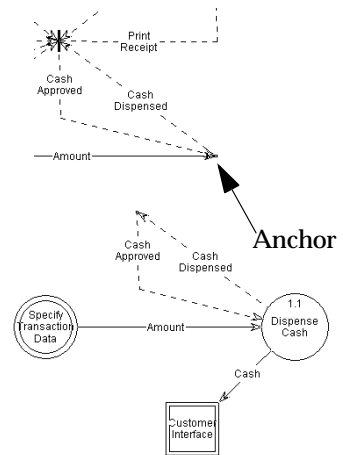 Print
Receipt
Cash
Approved
Cash
Dispensed
Amount
Anchor
Cash
Approved
Cash
Dispensed
1.1
Dispense
Cash
Specify
Transaction
Data
Amount
Cash
Customer
Interface